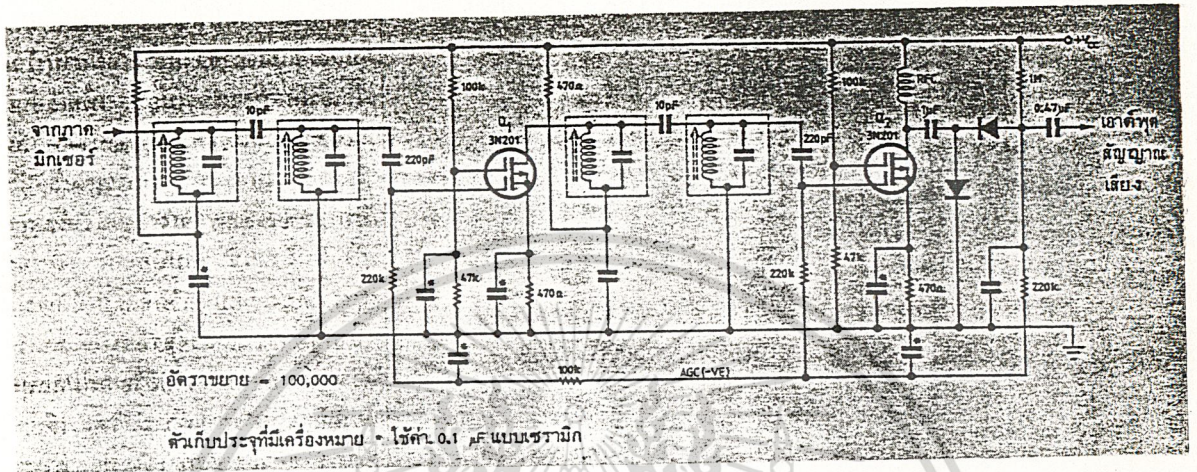 100k
470Ω
100k
RFC
1M
10pF
10pF
1µF
0.47µF
จากภาค
มิกเซอร์
Q₁
3N201
Q₂
3N201
เอาต์พุต
สัญญาณ
เสียง
220pF
220pF
220k
*
*
47k
*
470Ω
220k
47k
*
470Ω
220k
*
100k
AGC(-VE)
*
อัตราขยาย = 100,000
ตัวเก็บประจุที่มีเครื่องหมาย * ใช้ค่า 0.1 µF แบบเซรามิก